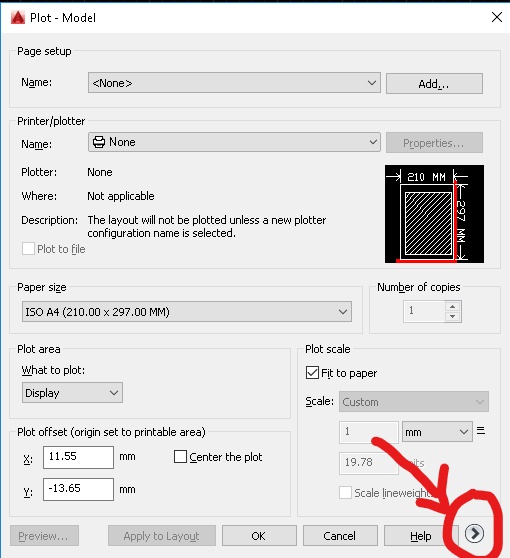 Plot - Model
Page setup
Name: <None> Add...
Printer/plotter
Name: None Properties...
Plotter: None
Where: Not applicable
Description: The layout will not be plotted unless a new plotter
configuration name is selected.
Plot to file
210 MM
297 MM
Paper size
ISO A4 (210.00 x 297.00 MM)
Number of copies
1
Plot area
What to plot:
Display
Plot scale
Fit to paper
Scale: Custom
1 mm =
19.78
Scale lineweights
Plot offset (origin set to printable area)
X: 11.55 mm Center the plot
Y: -13.65 mm
Preview... Apply to Layout OK Cancel Help